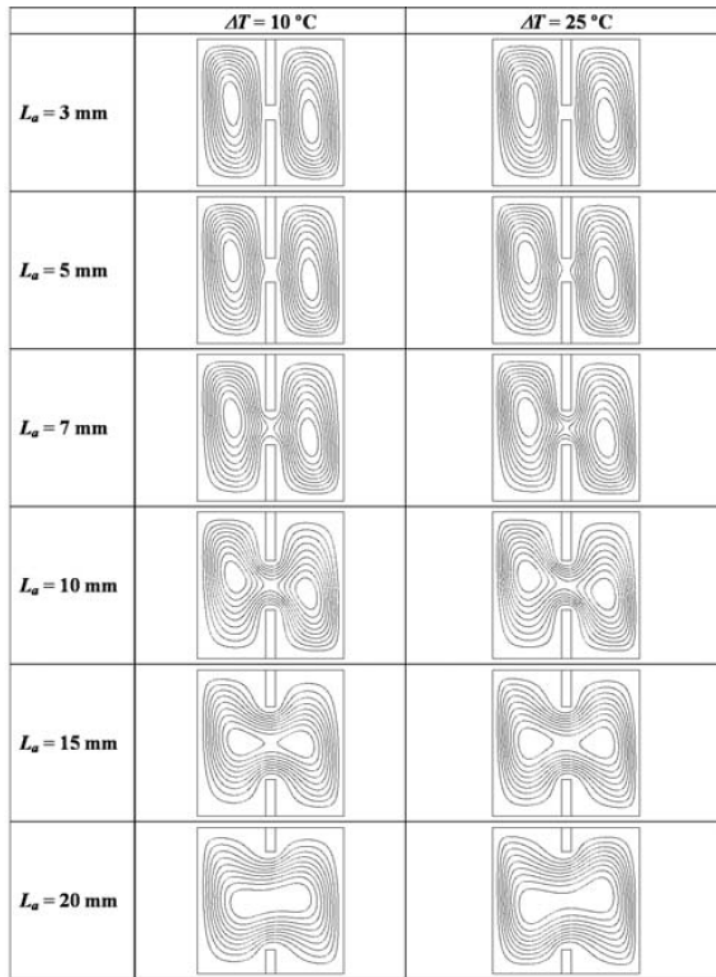 ΔT = 10 °C
ΔT = 25 °C
Lₐ = 3 mm
Lₐ = 5 mm
Lₐ = 7 mm
Lₐ = 10 mm
Lₐ = 15 mm
Lₐ = 20 mm